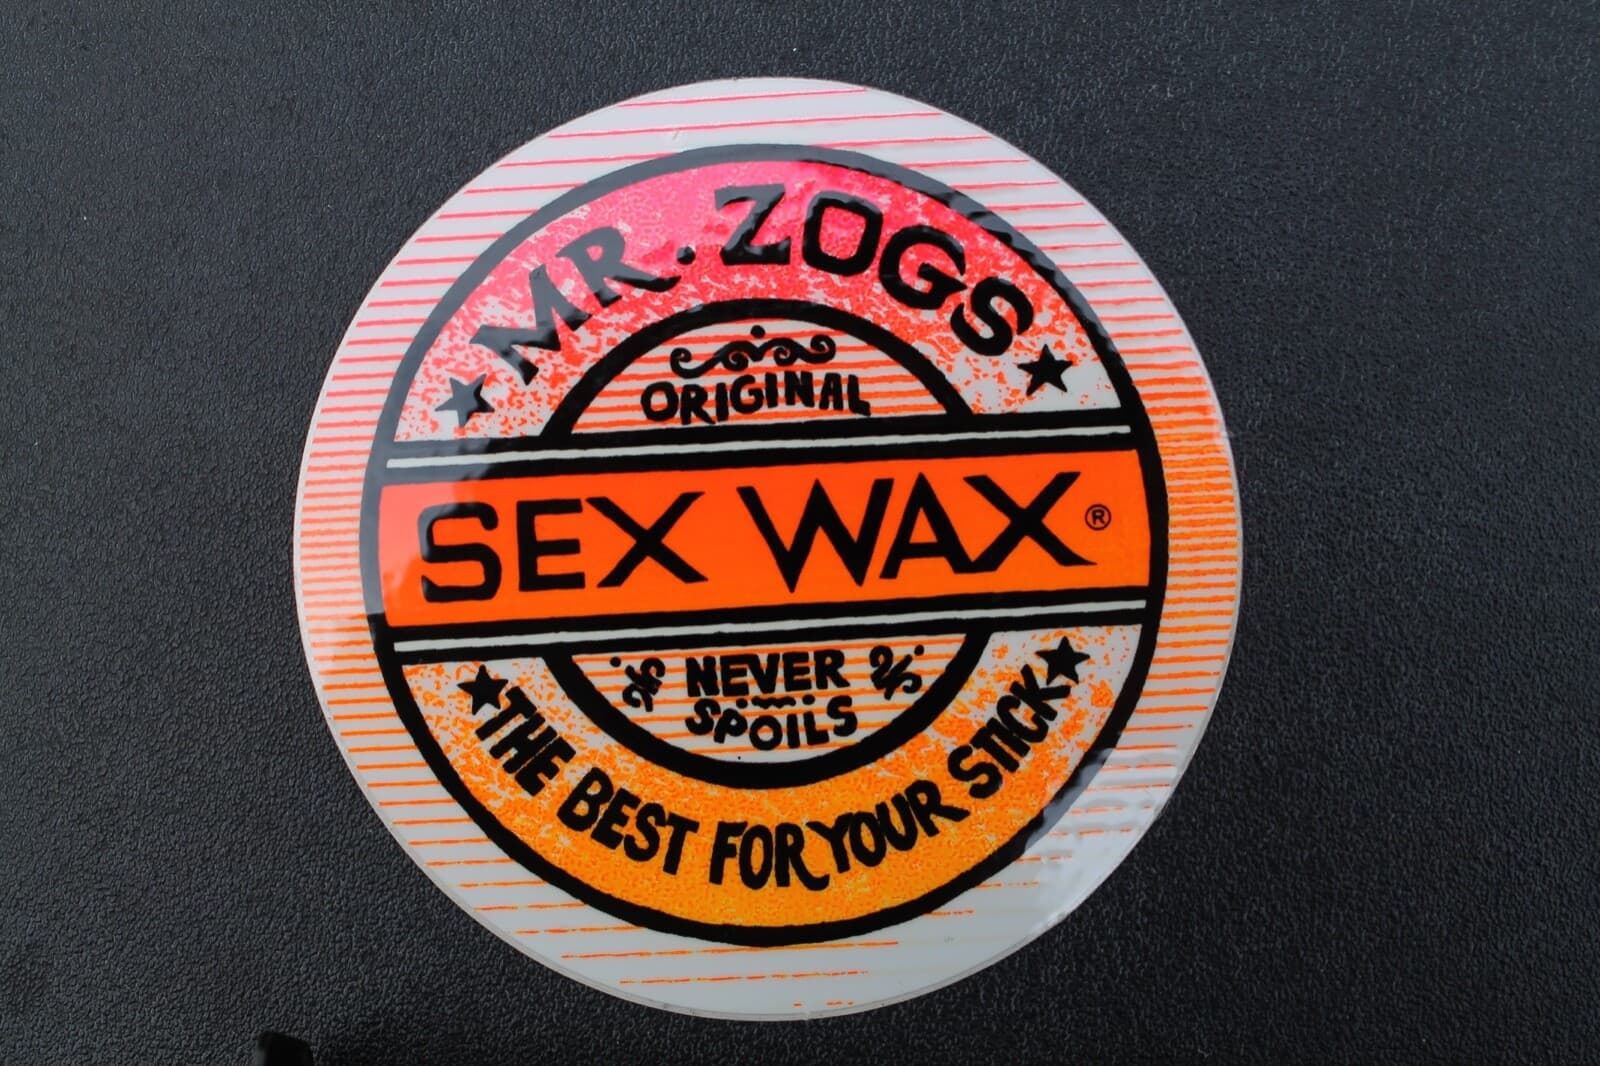 ★ MR. ZOGS ★
ORIGINAL
SEX WAX®
NEVER
SPOILS
★ THE BEST FOR YOUR STICK ★